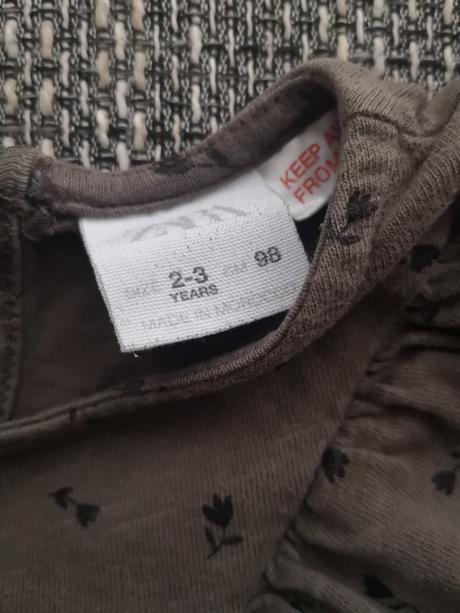 ZARA
SIZE 2-3 CM 98
YEARS
MADE IN MOROCCO
KEEP
FROM